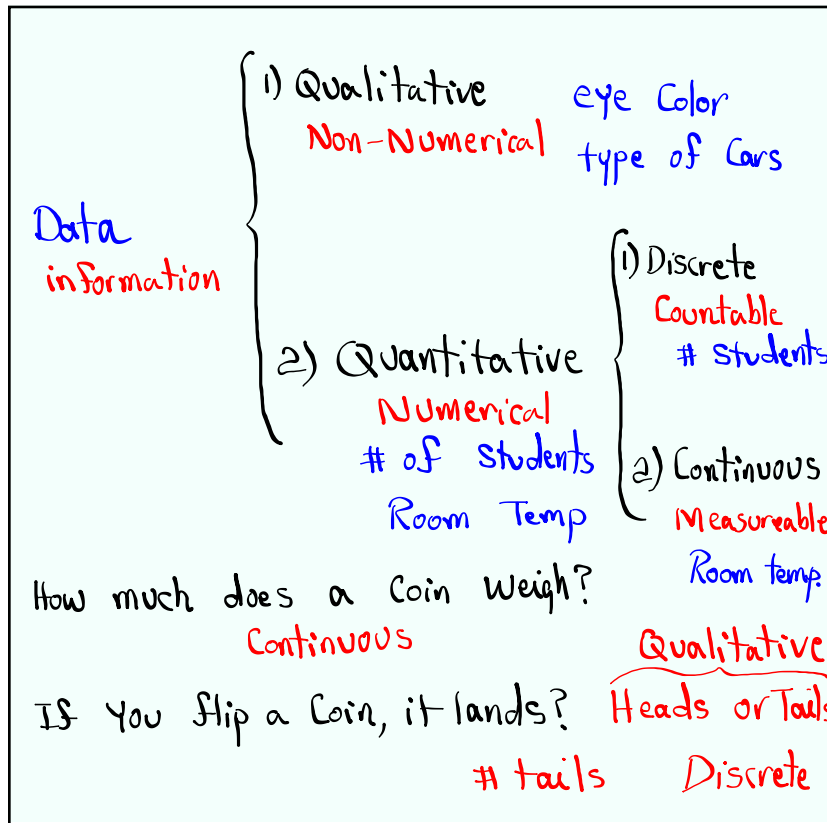 1) Qualitative
Non-Numerical
eye Color
type of Cars
Data
information
2) Quantitative
Numerical
# of Students
Room Temp
1) Discrete
Countable
# Students
2) Continuous
Measureable
Room temp.
How much does a Coin weigh?
Continuous
If You flip a Coin, it lands?
Qualitative
Heads or Tails
# tails Discrete